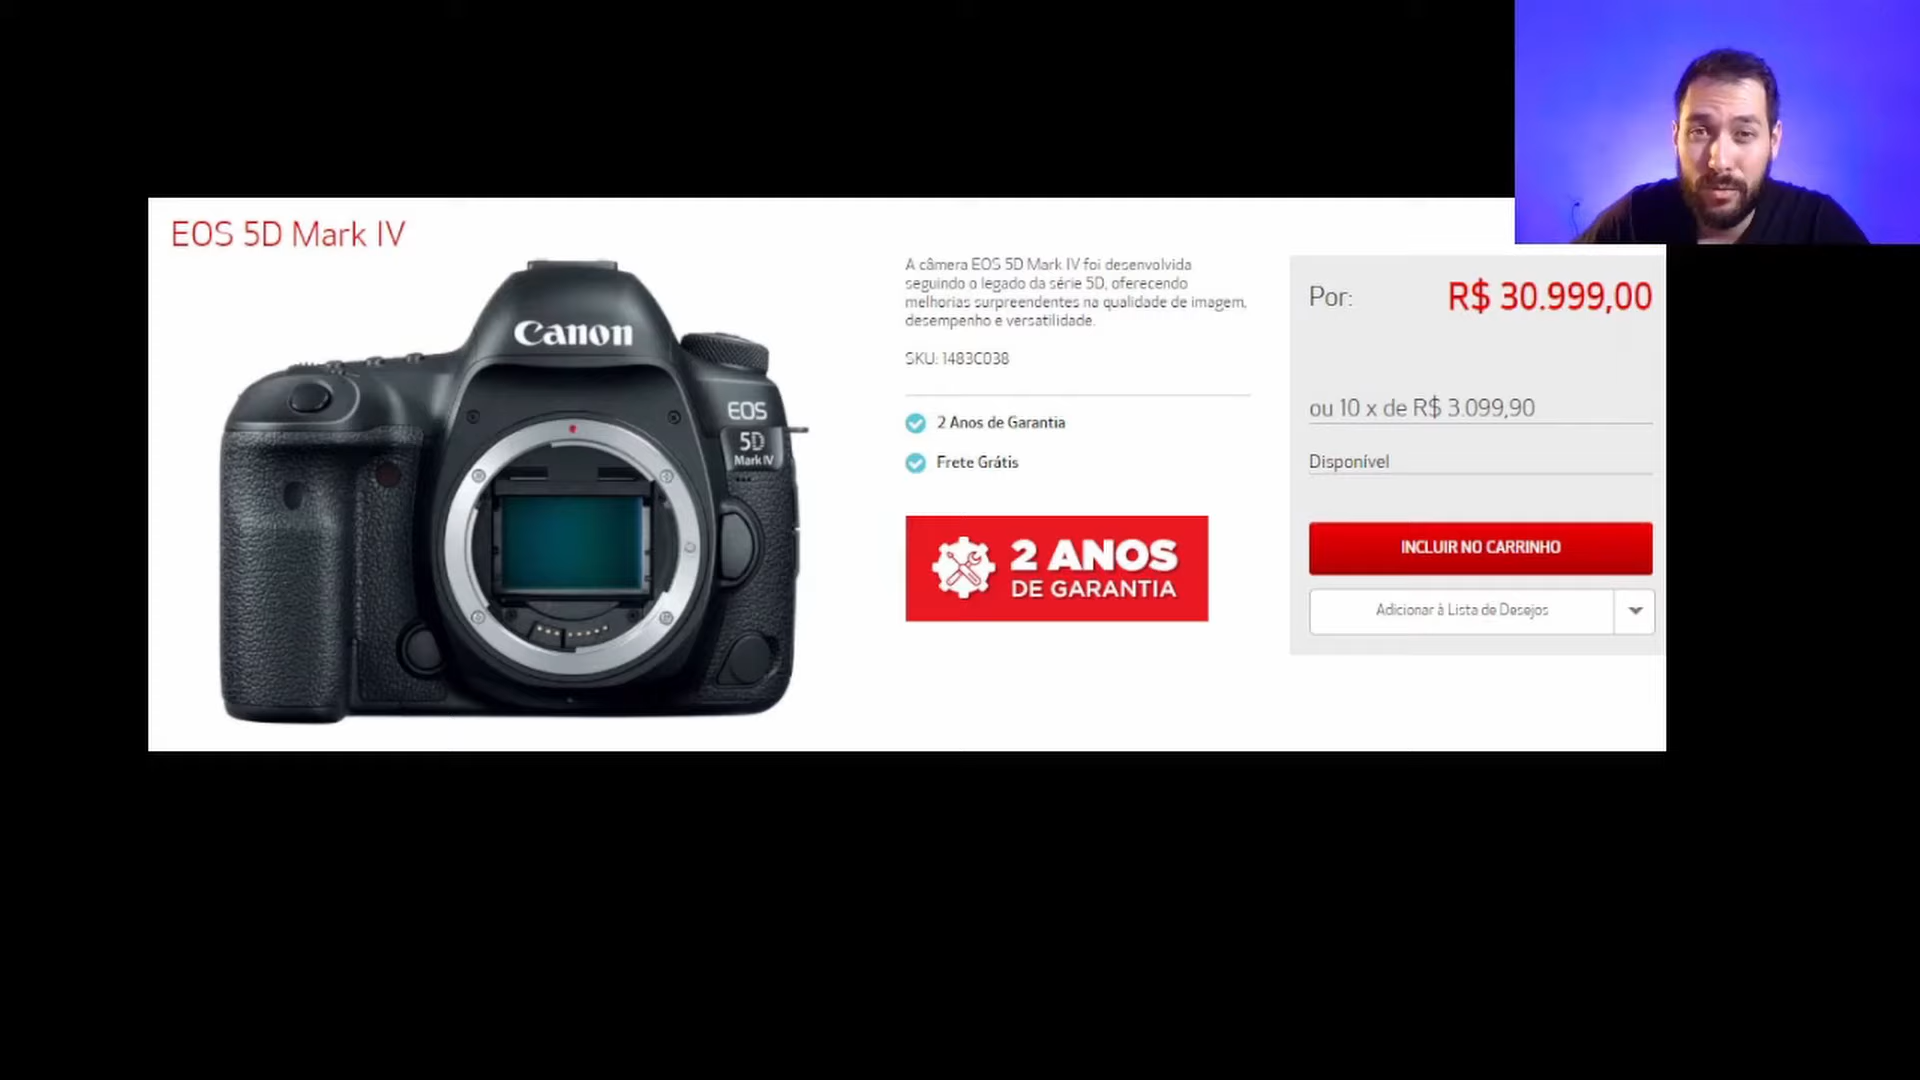 EOS 5D Mark IV
Canon
EOS
5D
Mark IV
A câmera EOS 5D Mark IV foi desenvolvida
seguindo o legado da série 5D, oferecendo
melhorias surpreendentes na qualidade de imagem,
desempenho e versatilidade.
SKU: 1483C038
2 Anos de Garantia
Frete Grátis
2 ANOS
DE GARANTIA
Por: R$ 30.999,00
ou 10 x de R$ 3.099,90
Disponível
INCLUIR NO CARRINHO
Adicionar à Lista de Desejos